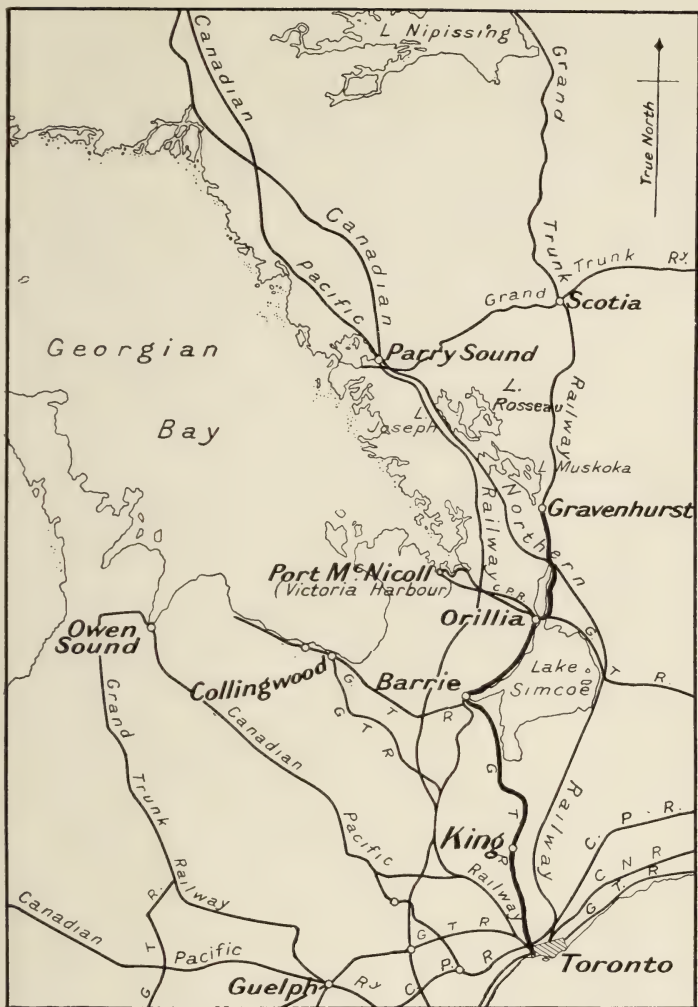 L Nipissing
Canadian
Grand
True North
Canadian
Trunk
Grand Trunk Ry.
Scotia
Pacific
Georgian
Bay
Parry Sound
L.
Rosseau
L.
Joseph
Railway
L Muskoka
Gravenhurst
Railway
Northern
Port McNicoll
(Victoria Harbour)
C.P.R.
Orillia
G. T. R.
Owen
Sound
Collingwood
Barrie
Lake
Simcoe
G. T. R
G T R
Grand
Trunk
Railway
Canadian
Pacific
Railway
G T R
King
Railway
C. P. R.
C N R
G T R
G T R
Toronto
G T R.
Canadian
Pacific
Ry
Guelph
C P R